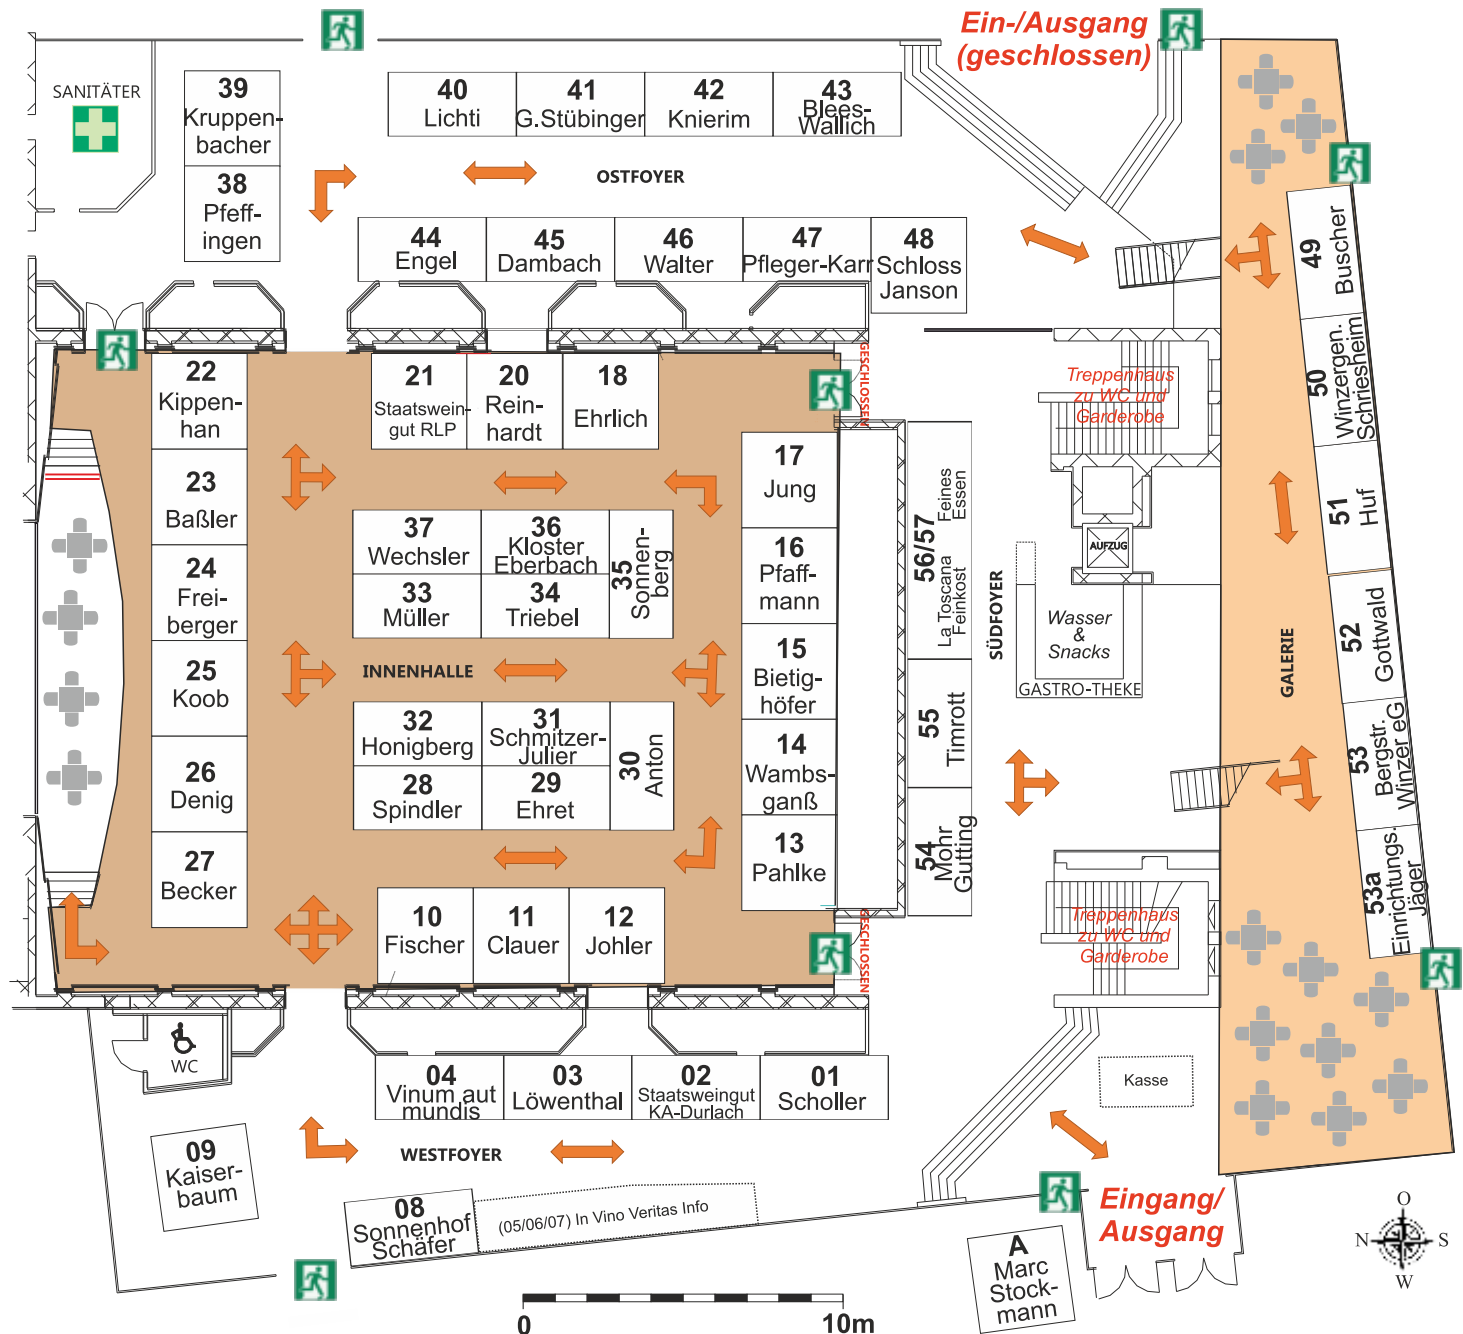 Ein-/Ausgang
(geschlossen)
SANITÄTER
39
Kruppen-
bacher
38
Pfeff-
ingen
40
Lichti
41
G.Stübinger
42
Knierim
43
Blees-
Wallich
OSTFOYER
44
Engel
45
Dambach
46
Walter
47
Pfleger-Karr
48
Schloss
Janson
49
Buscher
50
Winzergen.
Schriesheim
51
Huf
52
Gottwald
53
Bergstr.
Winzer eG
53a
Einrichtungs.
Jäger
GALERIE
GESCHLOSSEN
Treppenhaus
zu WC und
Garderobe
22
Kippen-
han
23
Baßler
24
Frei-
berger
25
Koob
26
Denig
27
Becker
21
Staatswein-
gut RLP
20
Rein-
hardt
18
Ehrlich
17
Jung
16
Pfaff-
mann
15
Bietig-
höfer
14
Wambs-
ganß
13
Pahlke
37
Wechsler
36
Kloster
Eberbach
35
Sonnen-
berg
33
Müller
34
Triebel
INNENHALLE
32
Honigberg
31
Schmitzer-
Julier
30
Anton
28
Spindler
29
Ehret
10
Fischer
11
Clauer
12
Johler
56/57
La Toscana
Feinkost
Feines
Essen
55
Timrott
54
Mohr
Gutting
SÜDFOYER
AUFZUG
Wasser
&
Snacks
GASTRO-THEKE
GESCHLOSSEN
Treppenhaus
zu WC und
Garderobe
WC
04
Vinum aut
mundis
03
Löwenthal
02
Staatsweingut
KA-Durlach
01
Scholler
Kasse
WESTFOYER
09
Kaiser-
baum
08
Sonnenhof
Schäfer
(05/06/07) In Vino Veritas Info
Eingang/
Ausgang
A
Marc
Stock-
mann
O
N
S
W
0
10m